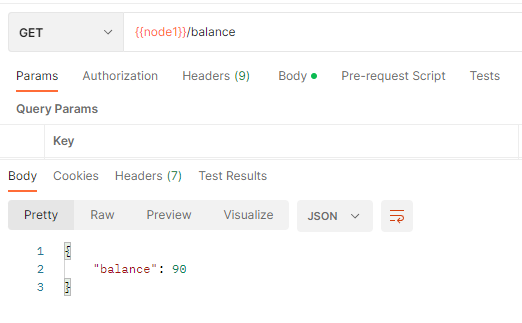 GET {{node1}}/balance
Params Authorization Headers (9) Body Pre-request Script Tests
Query Params
Key
Body Cookies Headers (7) Test Results
Pretty Raw Preview Visualize JSON
1 {
2 "balance": 90
3 }